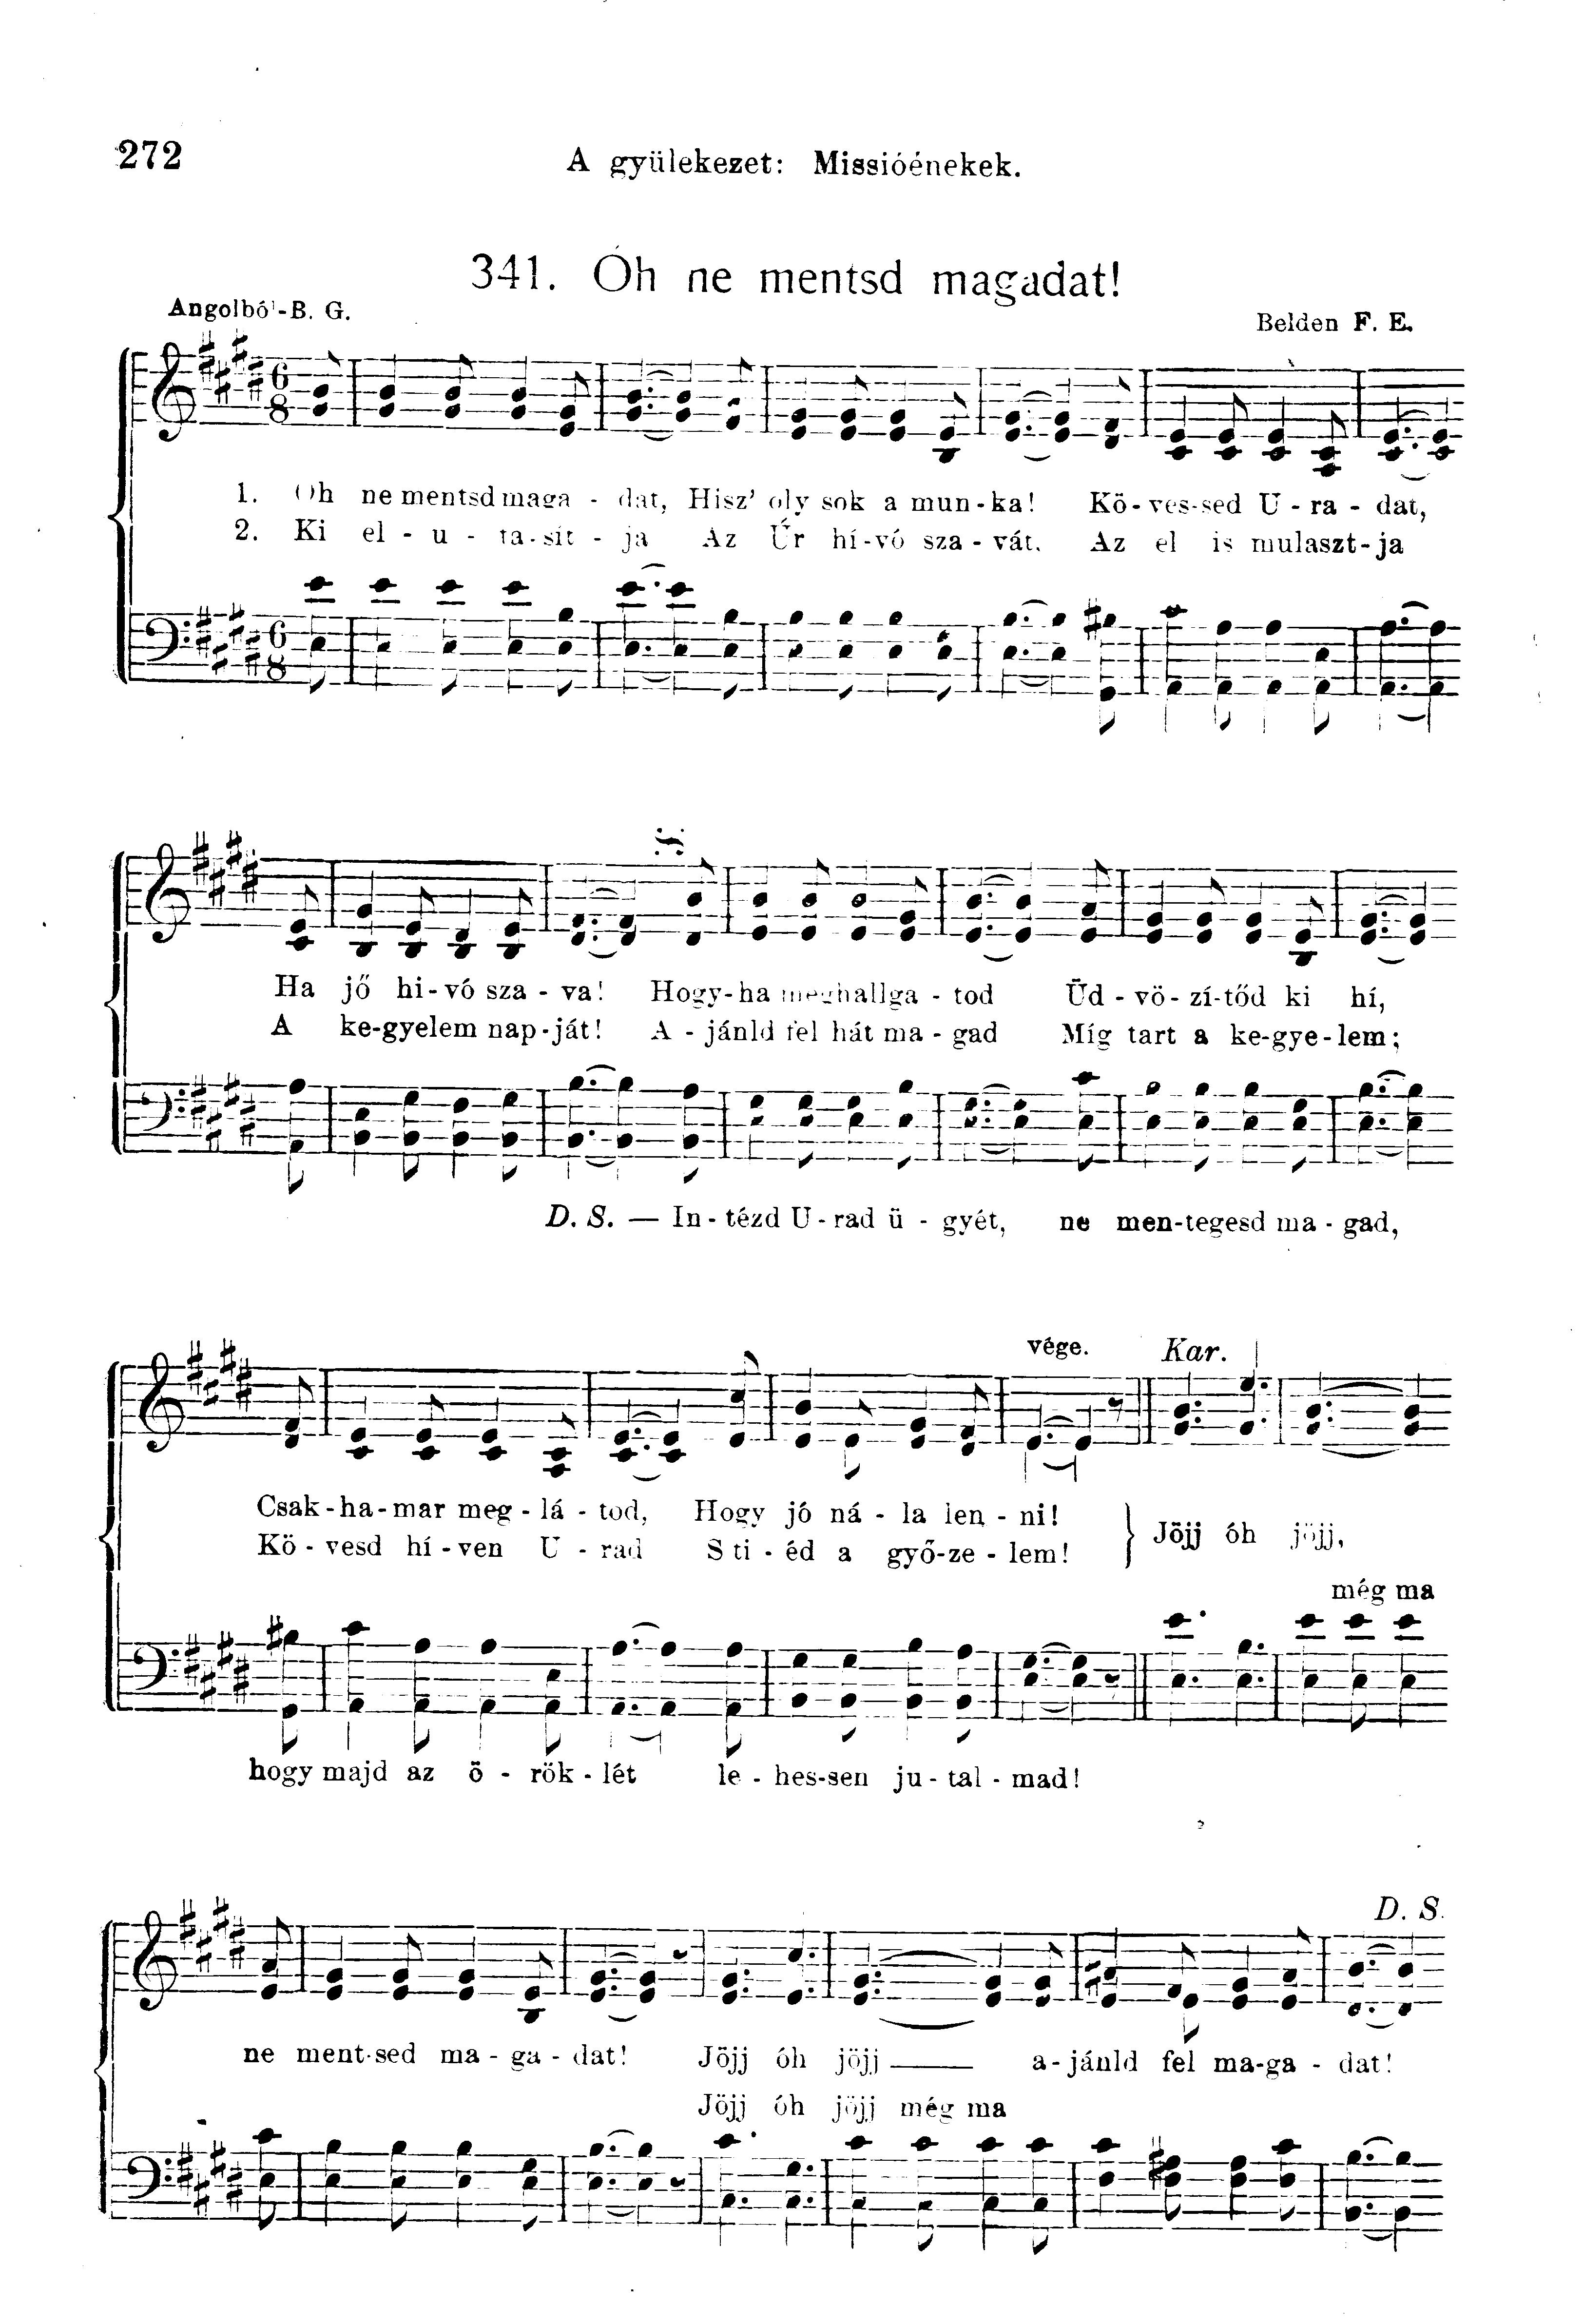 272
A gyülekezet: Missióénekek.
341. Óh ne mentsd magadat!
Angolból-B. G.
Belden F. E.
1. Oh ne mentsd maga - dat, Hisz' oly sok a mun-ka! Kö-ves-sed U-ra-dat,
2. Ki el-u-ta-sít-ja Az Úr hí-vó sza-vát. Az el is mulaszt-ja
Ha jő hi-vó sza-va! Hogy-ha meghallga-tod Üd-vö-zí-tőd ki hí,
A ke-gyelem nap-ját! A-jánld fel hát ma-gad Míg tart a ke-gye-lem;
D. S. — In-tézd U-rad ü-gyét, ne men-tegesd ma-gad,
vége.
Kar.
Csak-ha-mar meg-lá-tod, Hogy jó ná-la len-ni! } Jöjj óh jöjj,
Kö-vesd hí-ven U-rad S ti-éd a győ-ze-lem!
még ma
hogy majd az ö-rök-lét le-hes-sen ju-tal-mad!
D. S.
ne ment-sed ma-ga-dat! Jöjj óh jöjj — a-jánld fel ma-ga-dat!
Jöjj óh jöjj még ma